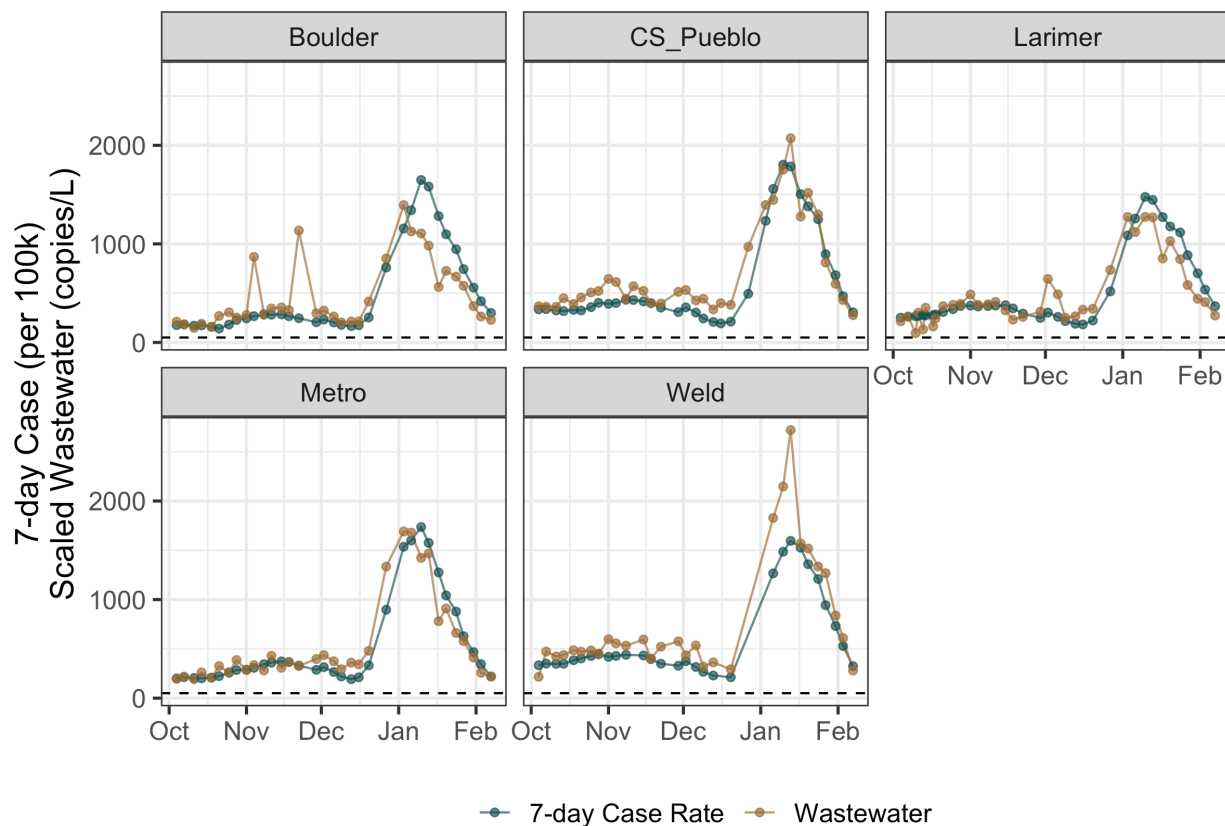 Boulder
CS_Pueblo
Larimer
2000
1000
0
Oct Nov Dec Jan Feb
Metro
Weld
2000
1000
0
Oct Nov Dec Jan Feb
Oct Nov Dec Jan Feb
7-day Case (per 100k)
Scaled Wastewater (copies/L)
7-day Case Rate
Wastewater